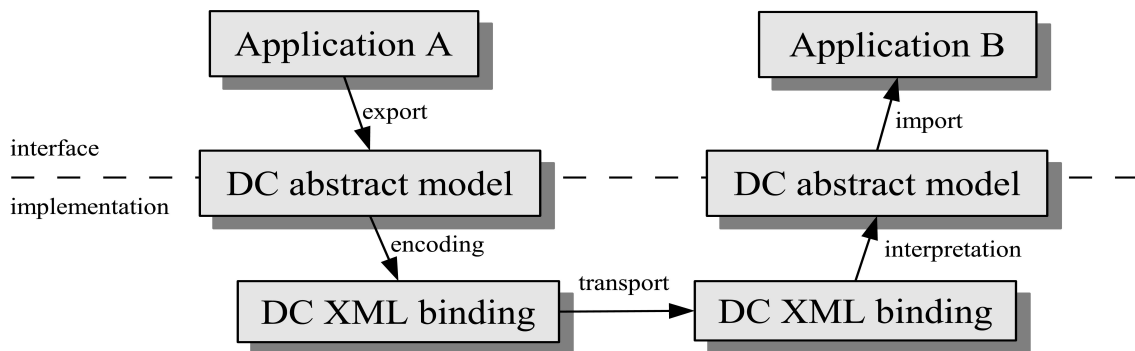 Application A
Application B
export
import
interface
DC abstract model
DC abstract model
implementation
encoding
interpretation
transport
DC XML binding
DC XML binding